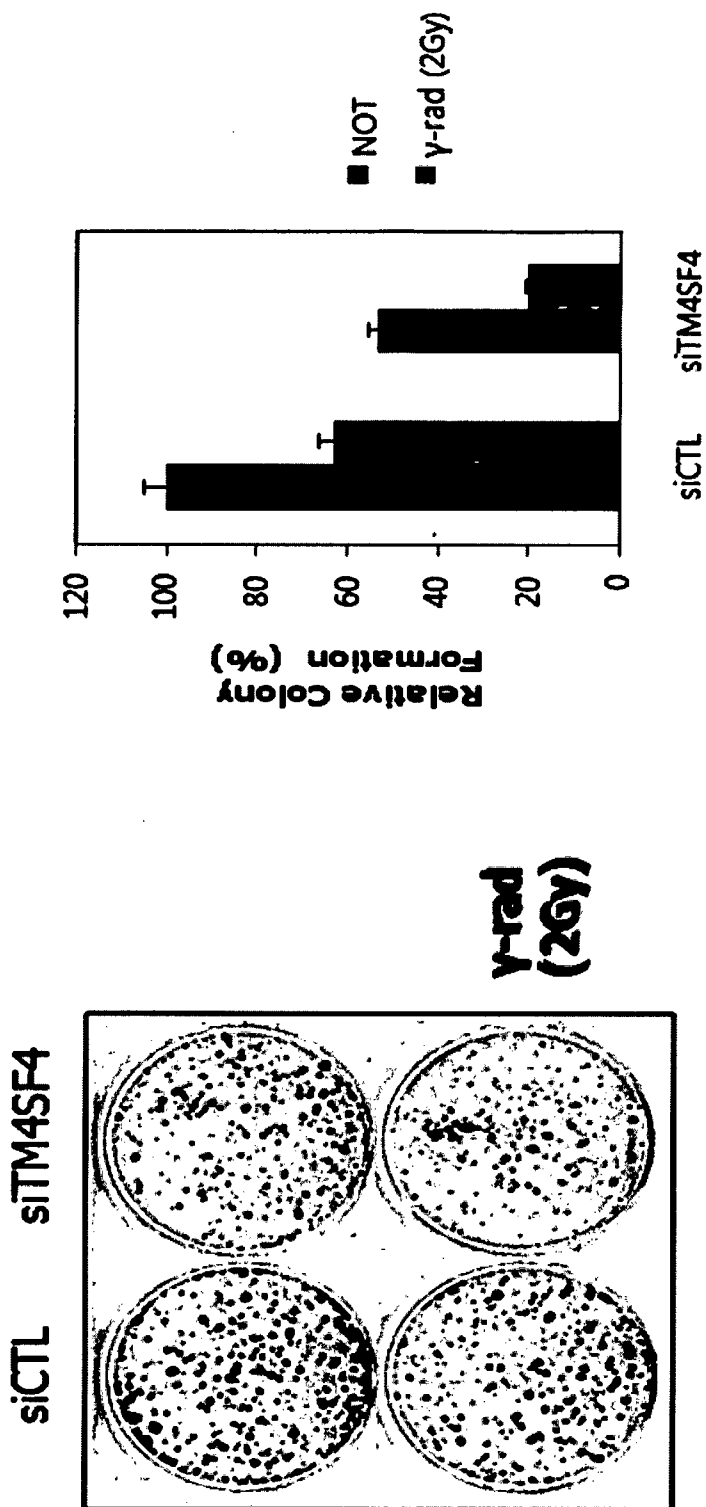 siCTL siTM4SF4
γ-rad
(2Gy)
Relative Colony
Formation (%)
120
100
80
60
40
20
0
siCTL siTM4SF4
NOT
γ-rad (2Gy)